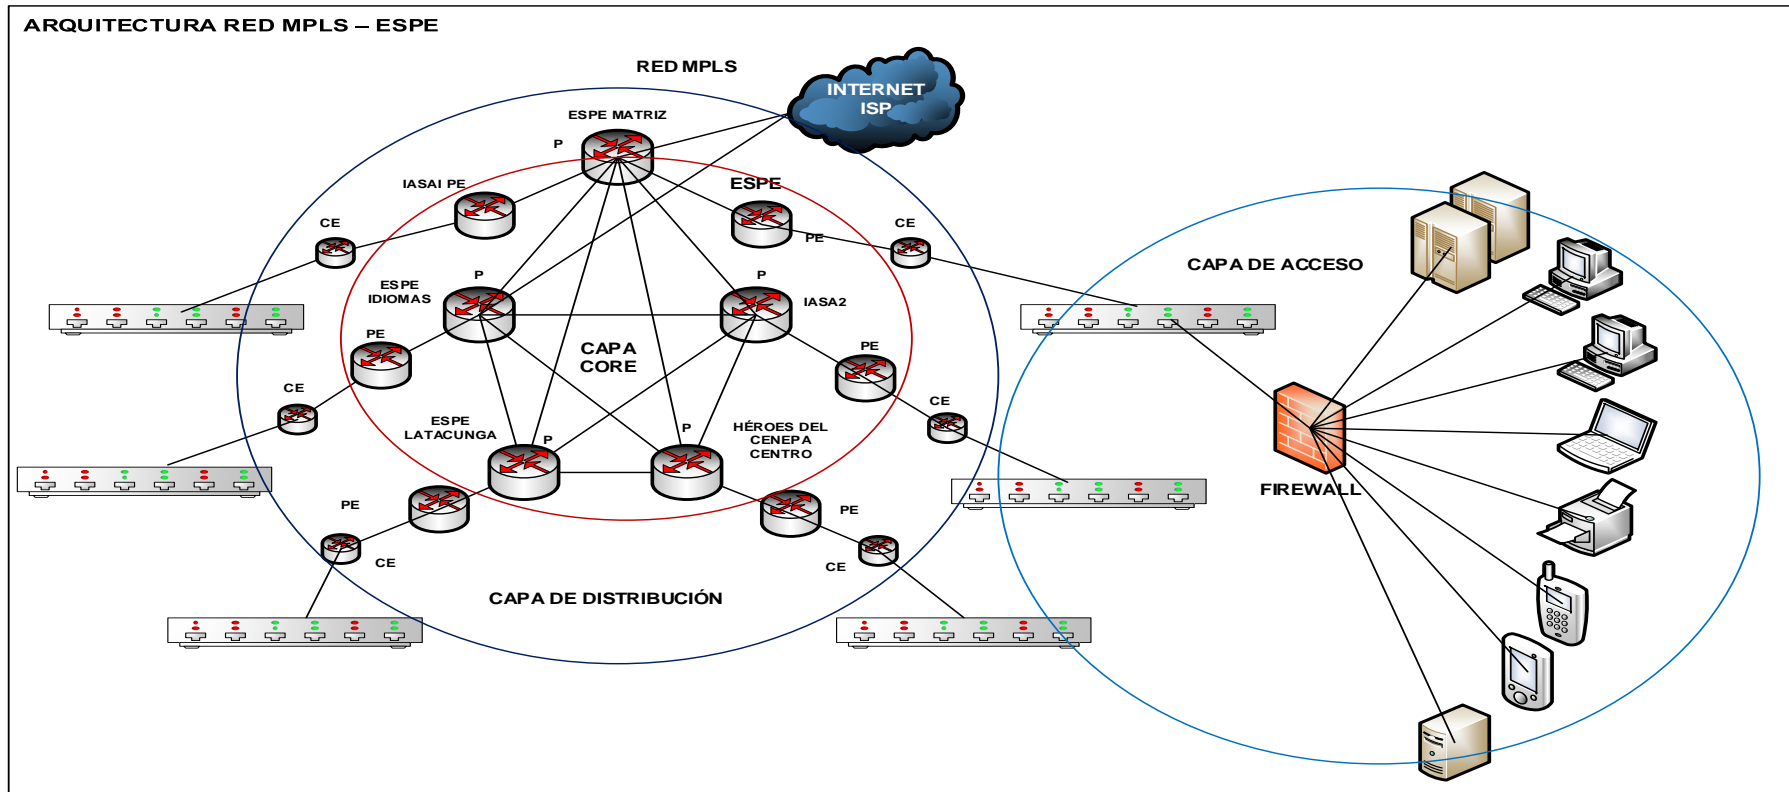 ARQUITECTURA RED MPLS – ESPE
RED MPLS
INTERNET
ISP
ESPE MATRIZ
P
IASAI PE
ESPE
CE
PE
CE
CAPA DE ACCESO
P
P
ESPE
IDIOMAS
IASA2
PE
CAPA
CORE
PE
CE
CE
ESPE
LATACUNGA
P
P
HÉROES DEL
CENEPA
CENTRO
FIREWALL
PE
PE
CE
CE
CAPA DE DISTRIBUCIÓN